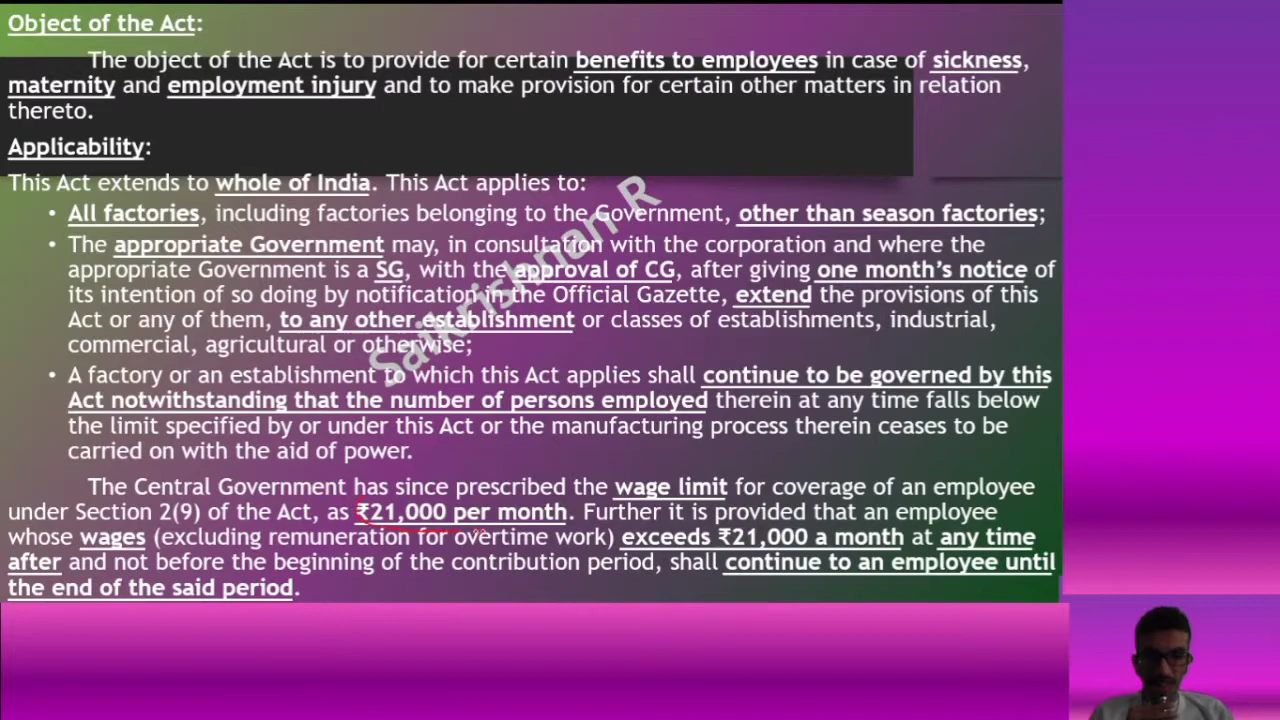 Object of the Act:
The object of the Act is to provide for certain benefits to employees in case of sickness,
maternity and employment injury and to make provision for certain other matters in relation
thereto.
Applicability:
This Act extends to whole of India. This Act applies to:
• All factories, including factories belonging to the Government, other than season factories;
• The appropriate Government may, in consultation with the corporation and where the
appropriate Government is a SG, with the approval of CG, after giving one month's notice of
its intention of so doing by notification in the Official Gazette, extend the provisions of this
Act or any of them, to any other establishment or classes of establishments, industrial,
commercial, agricultural or otherwise;
• A factory or an establishment to which this Act applies shall continue to be governed by this
Act notwithstanding that the number of persons employed therein at any time falls below
the limit specified by or under this Act or the manufacturing process therein ceases to be
carried on with the aid of power.
The Central Government has since prescribed the wage limit for coverage of an employee
under Section 2(9) of the Act, as ₹21,000 per month. Further it is provided that an employee
whose wages (excluding remuneration for overtime work) exceeds ₹21,000 a month at any time
after and not before the beginning of the contribution period, shall continue to an employee until
the end of the said period.
Saikrishnan R